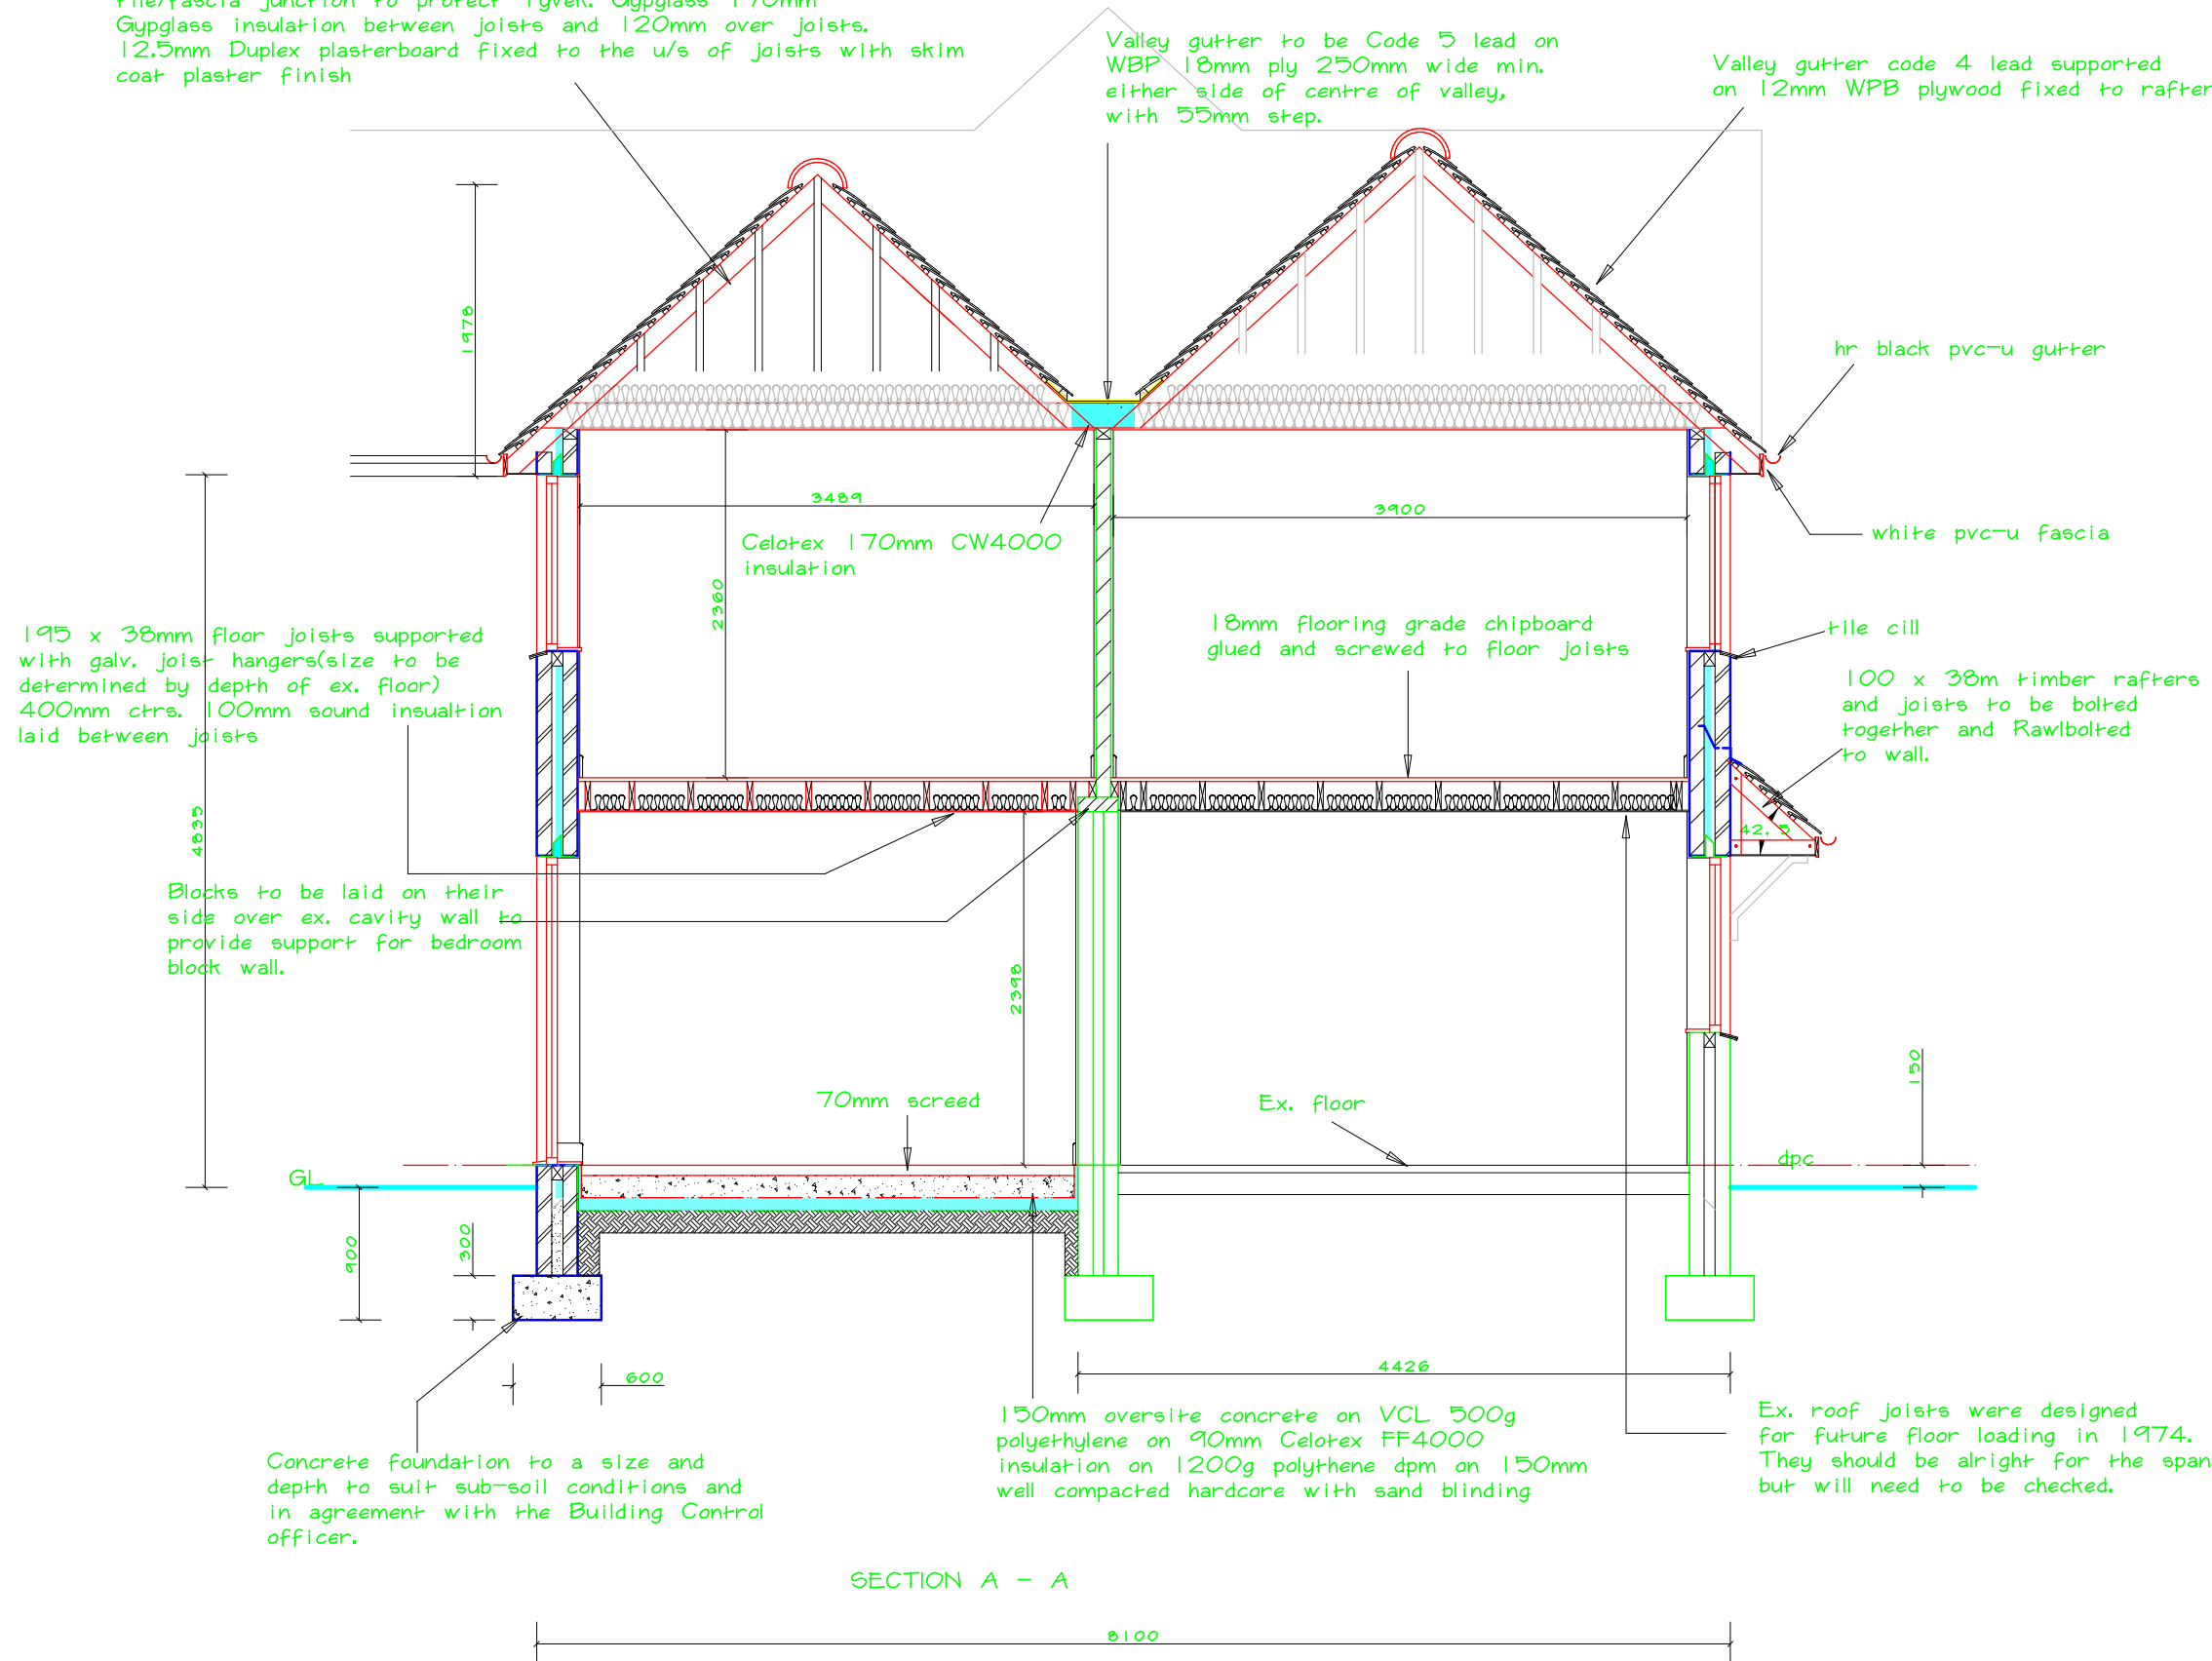 tile/fascia junction to protect Tyvek. Gypglass 170mm
Gypglass insulation between joists and 120mm over joists.
12.5mm Duplex plasterboard fixed to the u/s of joists with skim
coat plaster finish
Valley gutter to be Code 5 lead on
WBP 18mm ply 250mm wide min.
either side of centre of valley,
with 55mm step.
Valley gutter code 4 lead supported
on 12mm WPB plywood fixed to rafter
1978
hr black pvc-u gutter
3489
3900
white pvc-u fascia
Celotex 170mm CW4000
insulation
2360
195 x 38mm floor joists supported
with galv. joist hangers(size to be
determined by depth of ex. floor)
400mm ctrs. 100mm sound insualtion
laid between joists
18mm flooring grade chipboard
glued and screwed to floor joists
tile cill
100 x 38m timber rafters
and joists to be bolted
together and Rawlbolted
to wall.
4835
42.5
Blocks to be laid on their
side over ex. cavity wall to
provide support for bedroom
block wall.
2398
70mm screed
Ex. floor
150
dpc
GL
900
300
600
4426
150mm oversite concrete on VCL 500g
polyethylene on 90mm Celotex FF4000
insulation on 1200g polythene dpm on 150mm
well compacted hardcore with sand blinding
Ex. roof joists were designed
for future floor loading in 1974.
They should be alright for the span
but will need to be checked.
Concrete foundation to a size and
depth to suit sub-soil conditions and
in agreement with the Building Control
officer.
SECTION A - A
8100